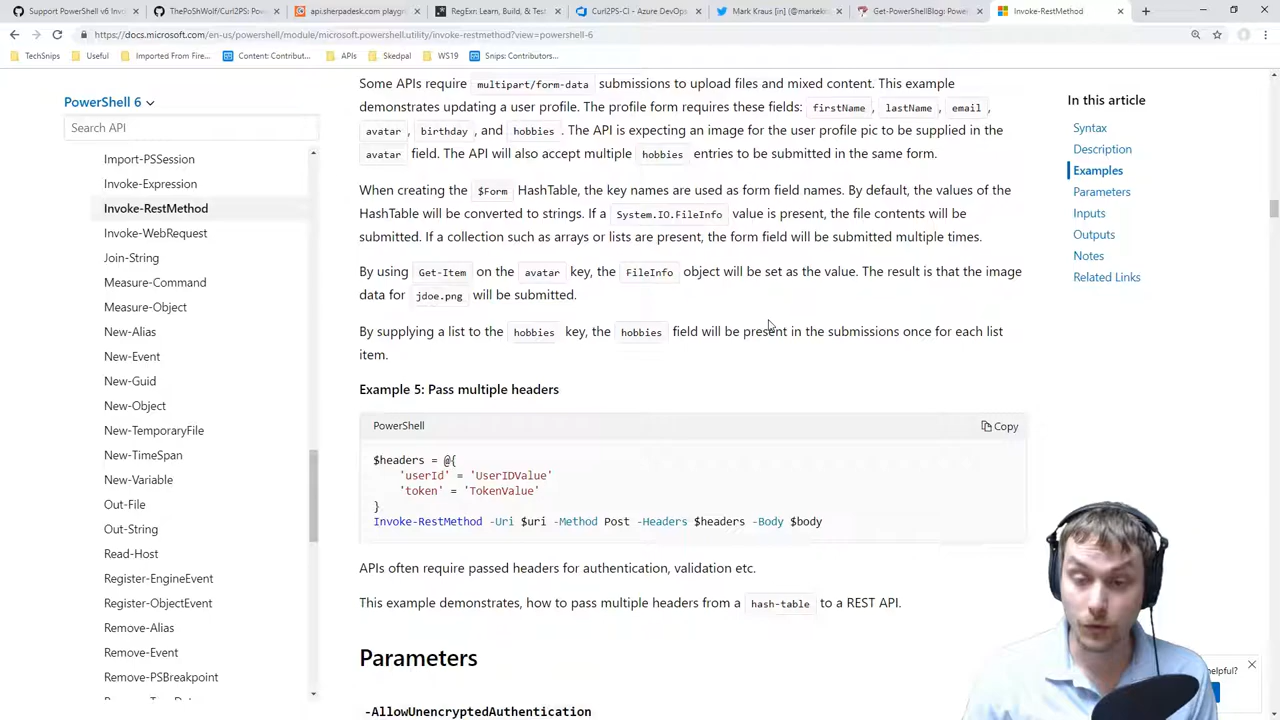 Support PowerShell v6 Invo
ThePoShWolf/Curl2PS:
api.sherpadesk.com playgr
RegExr: Learn, Build, & Test
Curl2PS-CI - Azure DevOps
Mark Kraus [in] (@markekk
Get-PowerShellBlog: Power
Invoke-RestMethod
https://docs.microsoft.com/en-us/powershell/module/microsoft.powershell.utility/invoke-restmethod?view=powershell-6
TechSnips
Useful
Imported From Fire...
Content: Contribut...
APIs
Skedpal
WS19
Snips: Contributors...
PowerShell 6
Search API
Import-PSSession
Invoke-Expression
Invoke-RestMethod
Invoke-WebRequest
Join-String
Measure-Command
Measure-Object
New-Alias
New-Event
New-Guid
New-Object
New-TemporaryFile
New-TimeSpan
New-Variable
Out-File
Out-String
Read-Host
Register-EngineEvent
Register-ObjectEvent
Remove-Alias
Remove-Event
Remove-PSBreakpoint
Some APIs require multipart/form-data submissions to upload files and mixed content. This example
demonstrates updating a user profile. The profile form requires these fields: firstName, lastName, email,
avatar, birthday, and hobbies. The API is expecting an image for the user profile pic to be supplied in the
avatar field. The API will also accept multiple hobbies entries to be submitted in the same form.
When creating the $Form HashTable, the key names are used as form field names. By default, the values of the
HashTable will be converted to strings. If a System.IO.FileInfo value is present, the file contents will be
submitted. If a collection such as arrays or lists are present, the form field will be submitted multiple times.
By using Get-Item on the avatar key, the FileInfo object will be set as the value. The result is that the image
data for jdoe.png will be submitted.
By supplying a list to the hobbies key, the hobbies field will be present in the submissions once for each list
item.
Example 5: Pass multiple headers
PowerShell
Copy
$headers = @{
'userId' = 'UserIDValue'
'token' = 'TokenValue'
}
Invoke-RestMethod -Uri $uri -Method Post -Headers $headers -Body $body
APIs often require passed headers for authentication, validation etc.
This example demonstrates, how to pass multiple headers from a hash-table to a REST API.
Parameters
-AllowUnencryptedAuthentication
In this article
Syntax
Description
Examples
Parameters
Inputs
Outputs
Notes
Related Links
helpful?